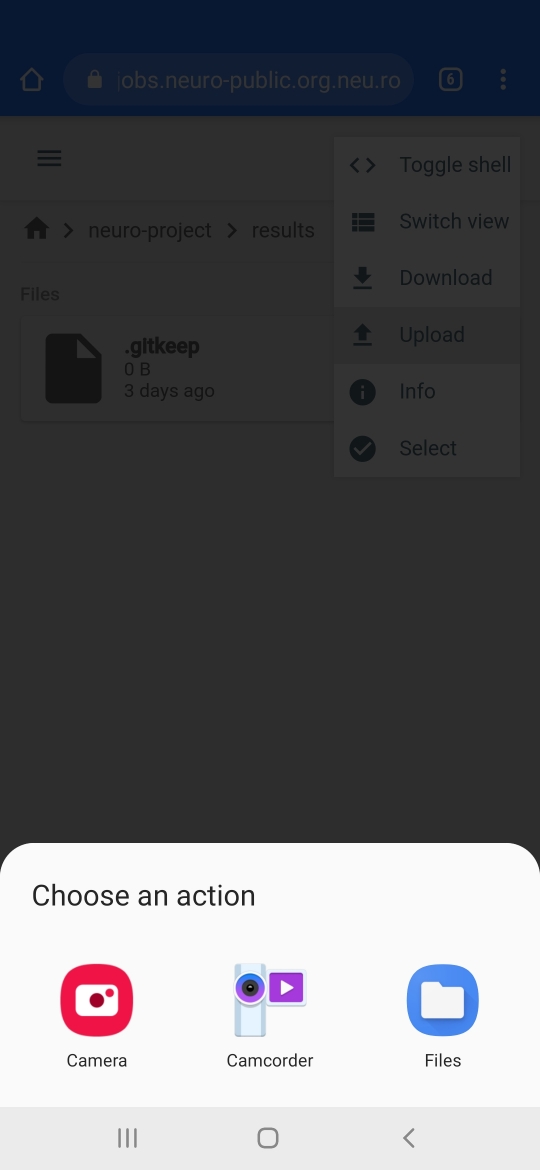 jobs.neuro-public.org.neu.ro
6
Toggle shell
Switch view
neuro-project
results
Download
Files
Upload
.gitkeep
0 B
3 days ago
Info
Select
Choose an action
Camera
Camcorder
Files